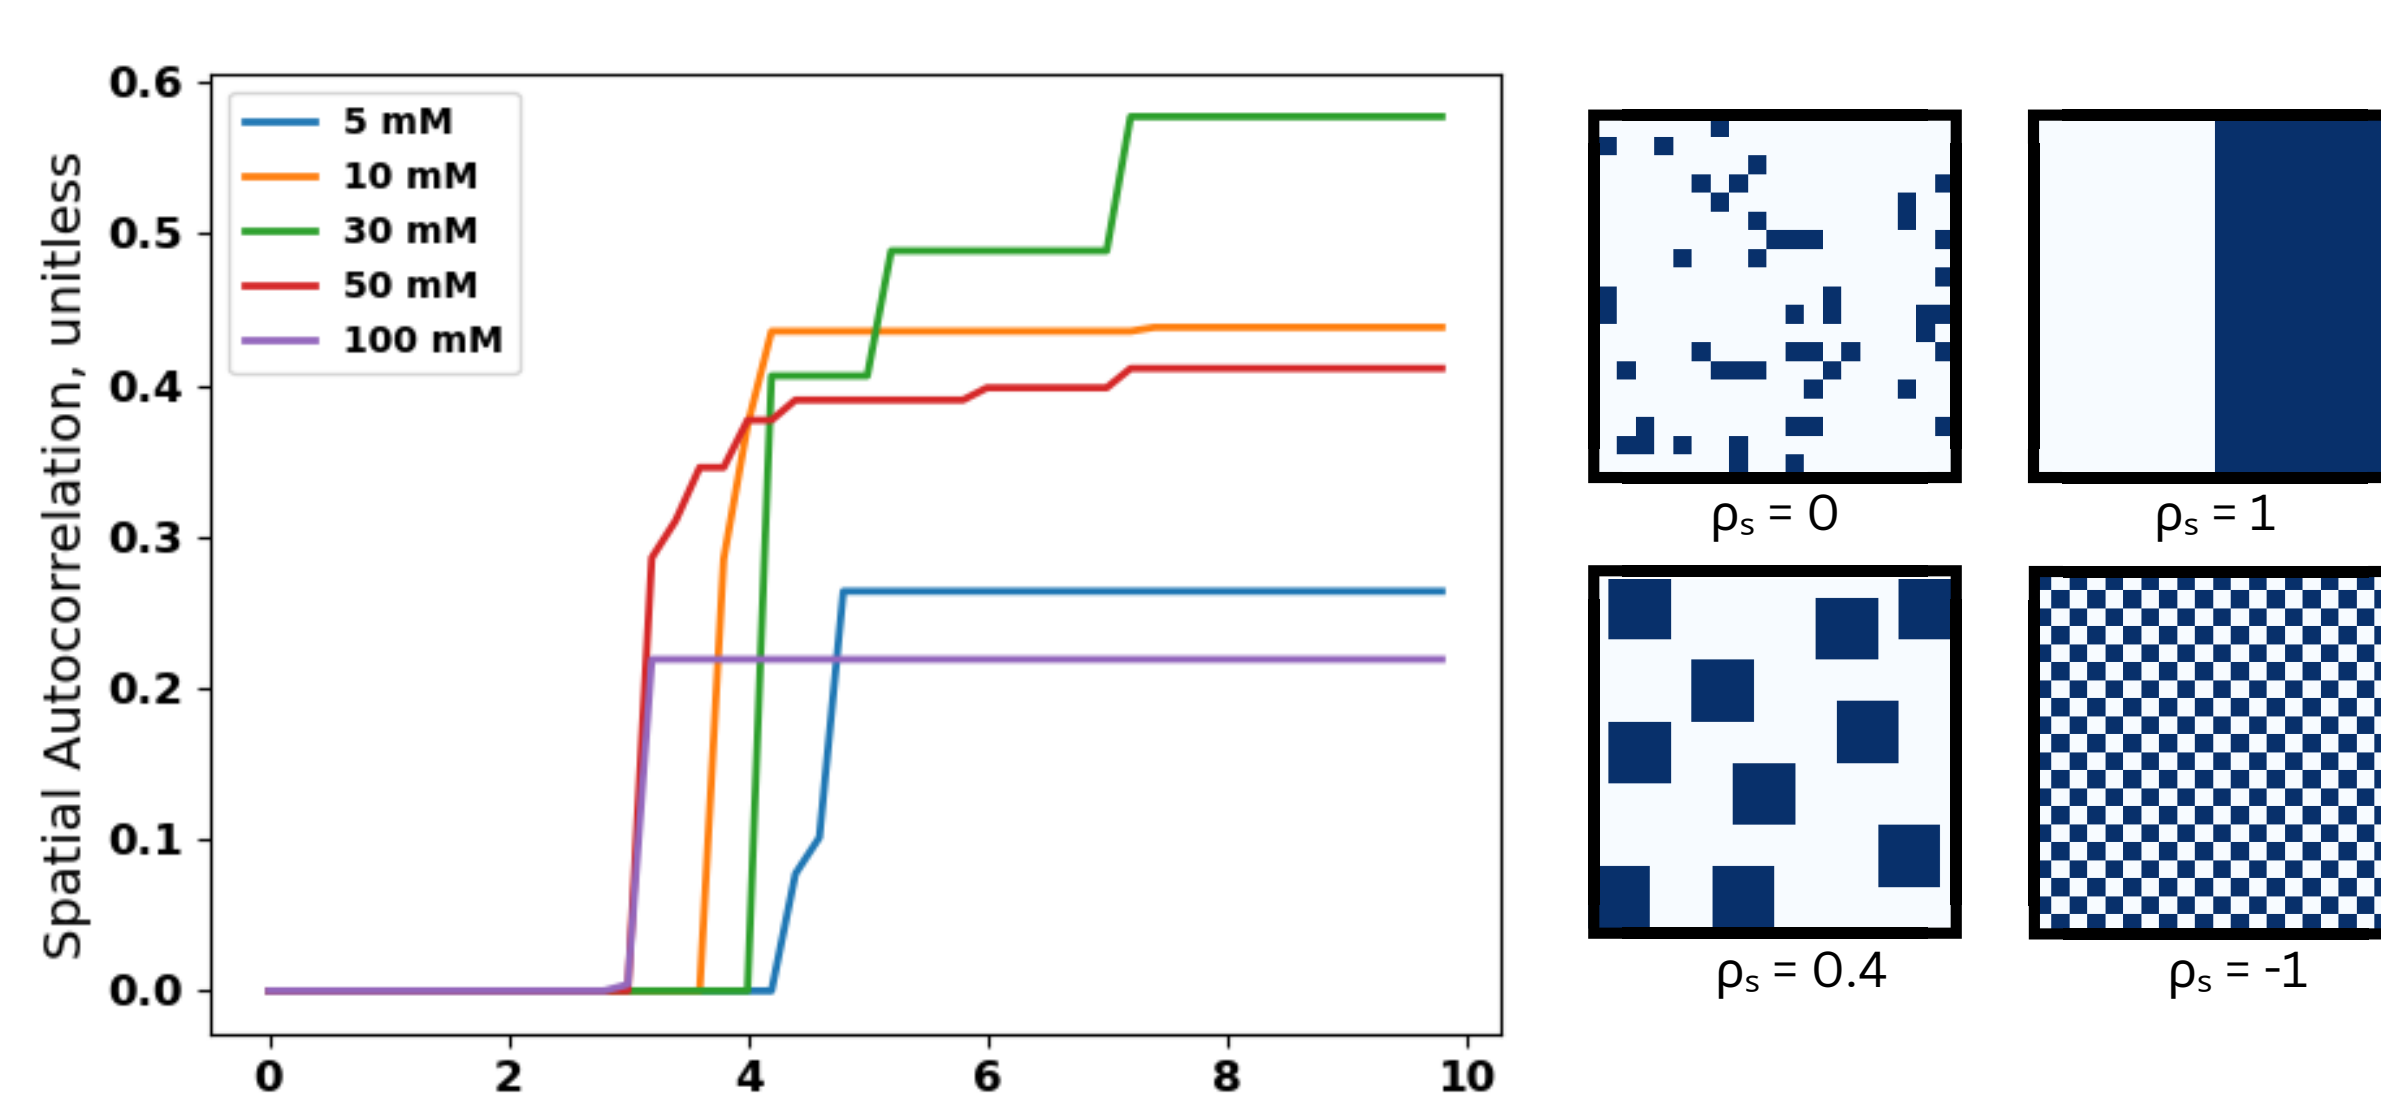 Spatial Autocorrelation, unitless
0.6
0.5
0.4
0.3
0.2
0.1
0.0
5 mM
10 mM
30 mM
50 mM
100 mM
0 2 4 6 8 10
ρₛ = 0
ρₛ = 1
ρₛ = 0.4
ρₛ = -1